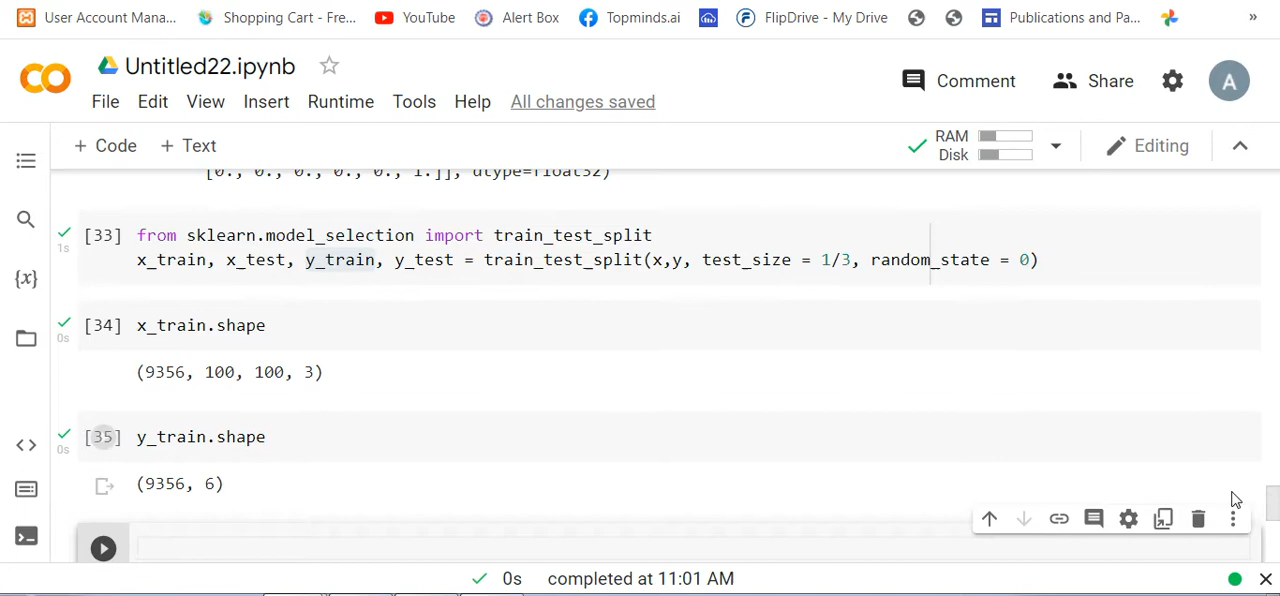 User Account Mana... Shopping Cart - Fre... YouTube Alert Box Topminds.ai FlipDrive - My Drive Publications and Pa... »
CO Untitled22.ipynb Comment Share A
File Edit View Insert Runtime Tools Help All changes saved
+ Code + Text RAM Disk Editing
[0., 0., 0., 0., 0., 1.]], dtype=float32)
[33] from sklearn.model_selection import train_test_split
1s x_train, x_test, y_train, y_test = train_test_split(x,y, test_size = 1/3, random_state = 0)
{x}
[34] x_train.shape
0s
(9356, 100, 100, 3)
[35] y_train.shape
0s
(9356, 6)
0s completed at 11:01 AM